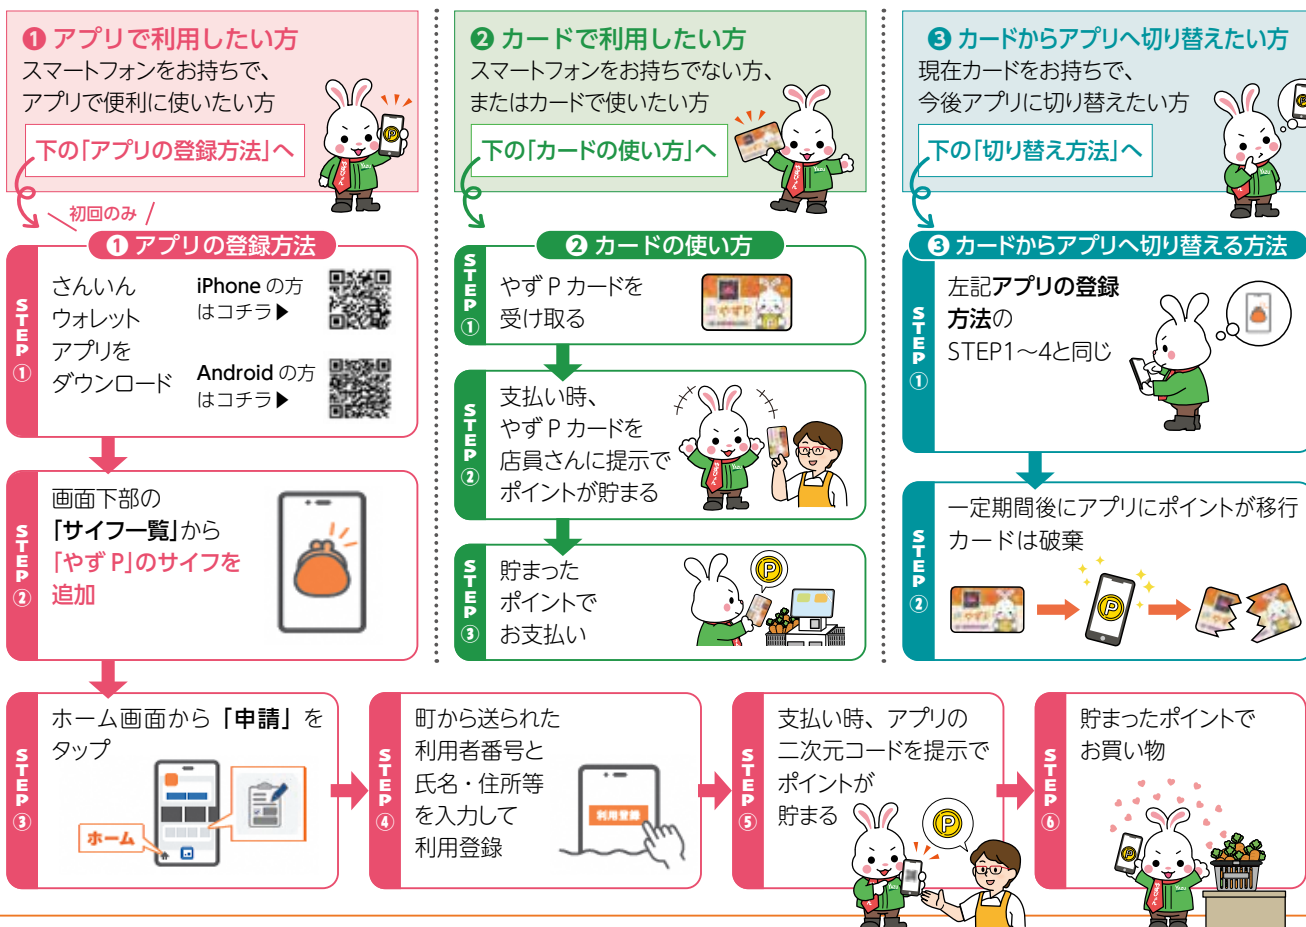 ❶ アプリで利用したい方
スマートフォンをお持ちで、
アプリで便利に使いたい方
下の「アプリの登録方法」へ
初回のみ
❶ アプリの登録方法
STEP①
さんいん
ウォレット
アプリを
ダウンロード
iPhone の方
はコチラ▶
Android の方
はコチラ▶
STEP②
画面下部の
「サイフ一覧」から
「やず P」のサイフを
追加
❷ カードで利用したい方
スマートフォンをお持ちでない方、
またはカードで使いたい方
下の「カードの使い方」へ
❷ カードの使い方
STEP①
やず P カードを
受け取る
やずP
STEP②
支払い時、
やず P カードを
店員さんに提示で
ポイントが貯まる
STEP③
貯まった
ポイントで
お支払い
❸ カードからアプリへ切り替えたい方
現在カードをお持ちで、
今後アプリに切り替えたい方
下の「切り替え方法」へ
❸ カードからアプリへ切り替える方法
STEP①
左記アプリの登録
方法の
STEP1~4と同じ
STEP②
一定期間後にアプリにポイントが移行
カードは破棄
STEP③
ホーム画面から「申請」を
タップ
ホーム
STEP④
町から送られた
利用者番号と
氏名・住所等
を入力して
利用登錄
利用登録
STEP⑤
支払い時、アプリの
二次元コードを提示で
ポイントが
貯まる
STEP⑥
貯まったポイントで
お買い物